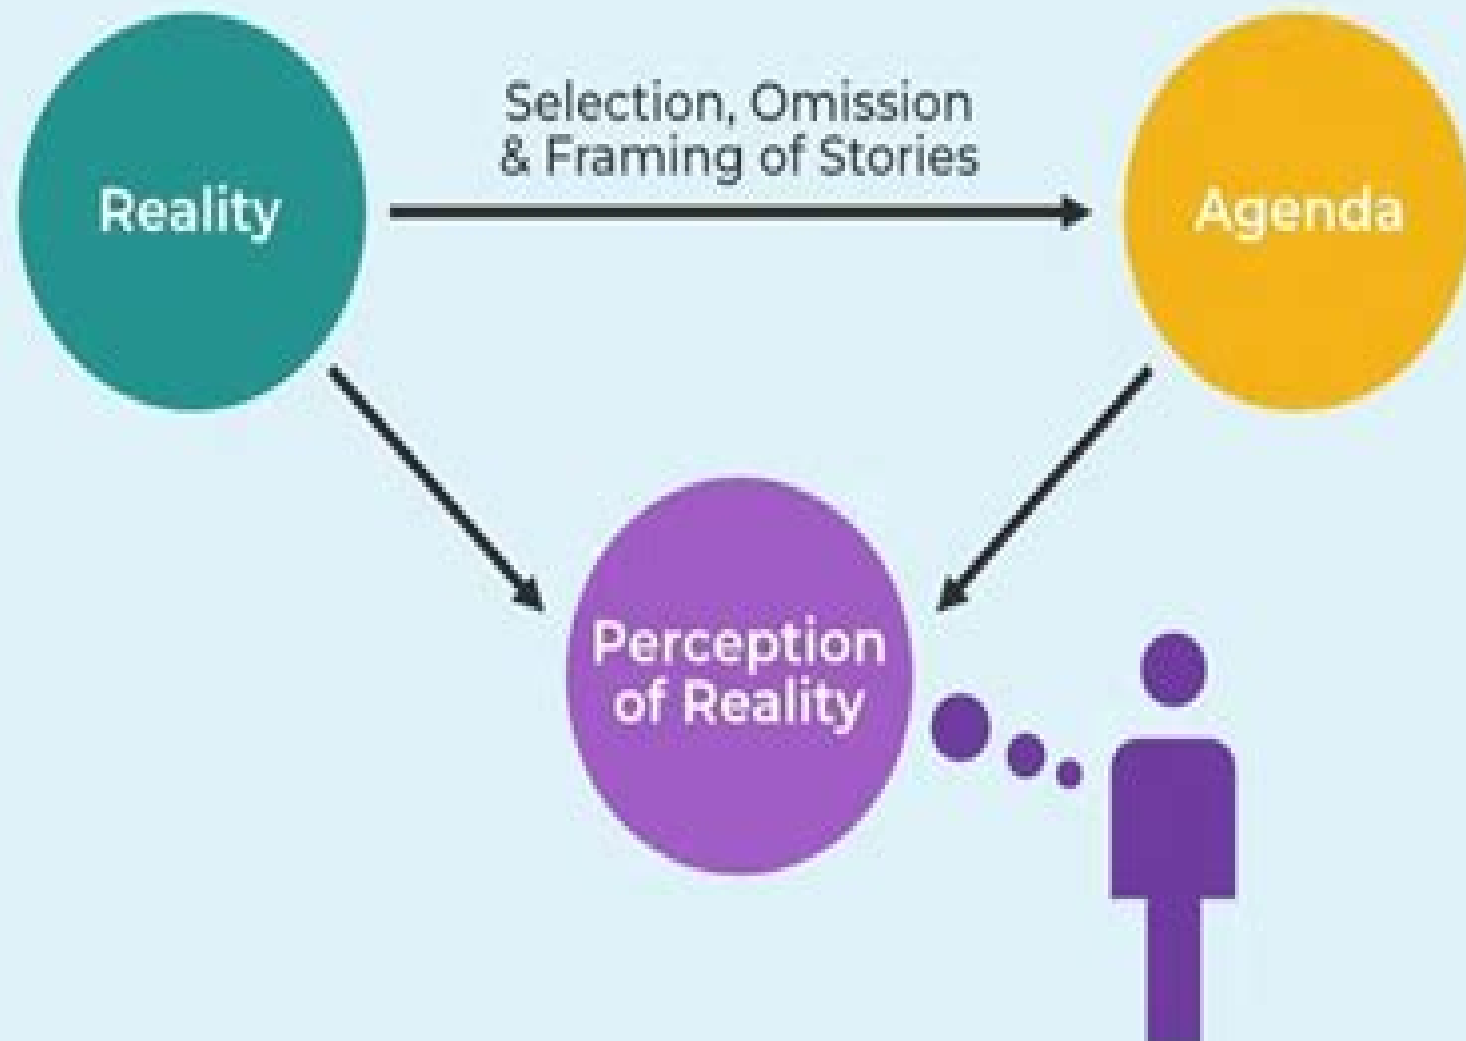 Selection, Omission
& Framing of Stories
Reality
Agenda
Perception
of Reality